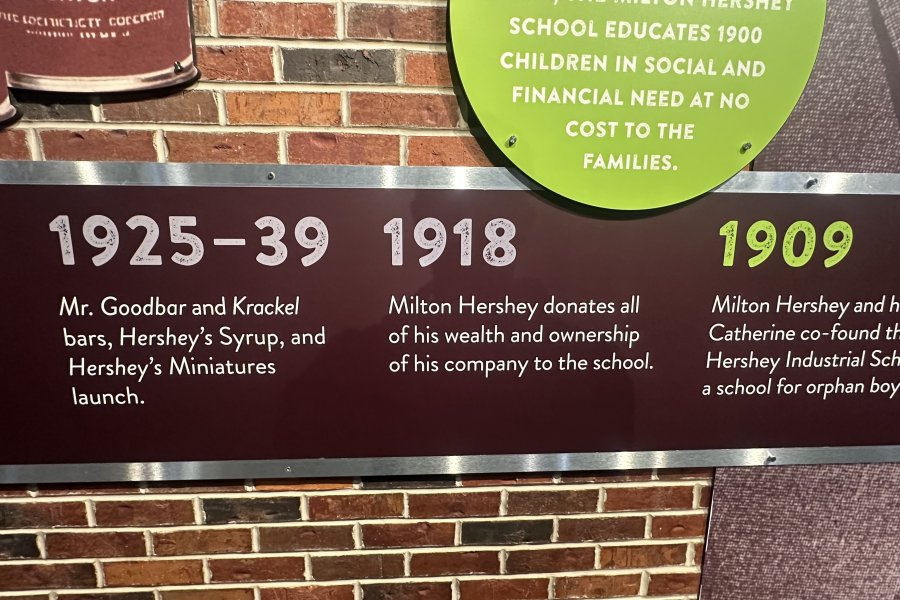 MILTON HERSHEY
SCHOOL EDUCATES 1900
CHILDREN IN SOCIAL AND
FINANCIAL NEED AT NO
COST TO THE
FAMILIES.
1925–39
Mr. Goodbar and Krackel
bars, Hershey's Syrup, and
Hershey's Miniatures
launch.
1918
Milton Hershey donates all
of his wealth and ownership
of his company to the school.
1909
Milton Hershey and h
Catherine co-found th
Hershey Industrial Sch
a school for orphan boy